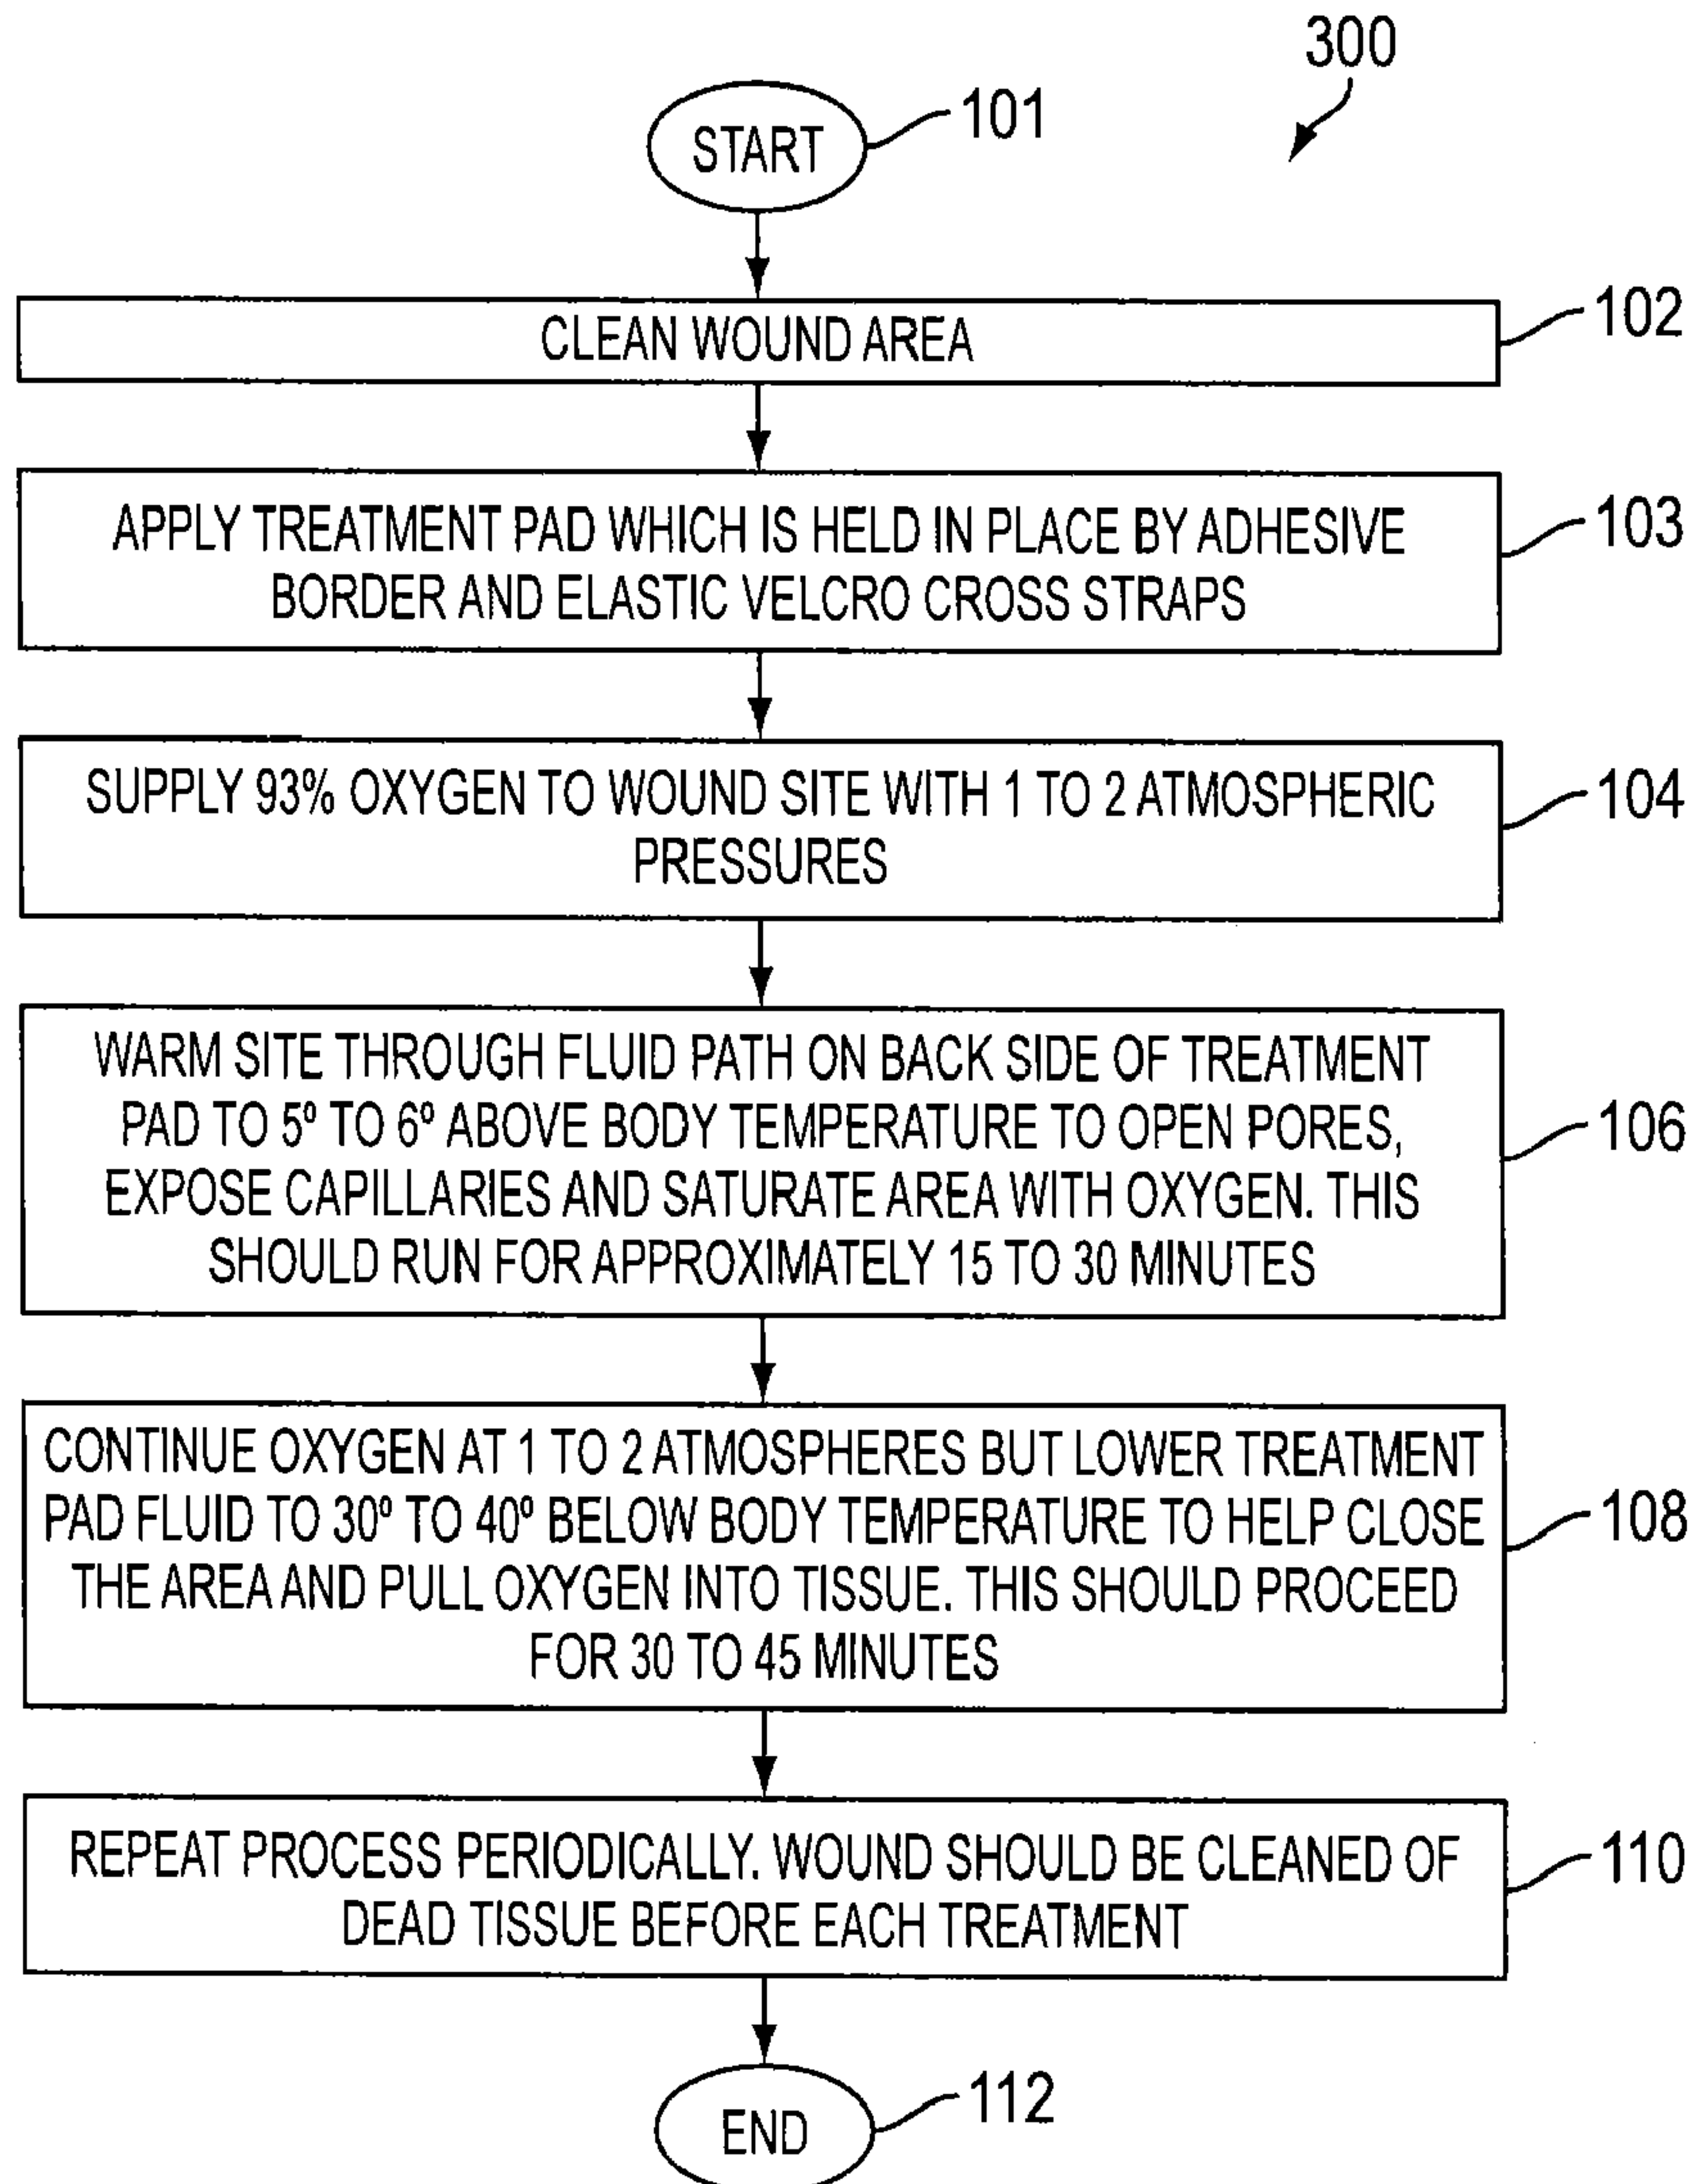 300
START
101
CLEAN WOUND AREA
102
APPLY TREATMENT PAD WHICH IS HELD IN PLACE BY ADHESIVE
BORDER AND ELASTIC VELCRO CROSS STRAPS
103
SUPPLY 93% OXYGEN TO WOUND SITE WITH 1 TO 2 ATMOSPHERIC
PRESSURES
104
WARM SITE THROUGH FLUID PATH ON BACK SIDE OF TREATMENT
PAD TO 5º TO 6º ABOVE BODY TEMPERATURE TO OPEN PORES,
EXPOSE CAPILLARIES AND SATURATE AREA WITH OXYGEN. THIS
SHOULD RUN FOR APPROXIMATELY 15 TO 30 MINUTES
106
CONTINUE OXYGEN AT 1 TO 2 ATMOSPHERES BUT LOWER TREATMENT
PAD FLUID TO 30º TO 40º BELOW BODY TEMPERATURE TO HELP CLOSE
THE AREA AND PULL OXYGEN INTO TISSUE. THIS SHOULD PROCEED
FOR 30 TO 45 MINUTES
108
REPEAT PROCESS PERIODICALLY. WOUND SHOULD BE CLEANED OF
DEAD TISSUE BEFORE EACH TREATMENT
110
END
112